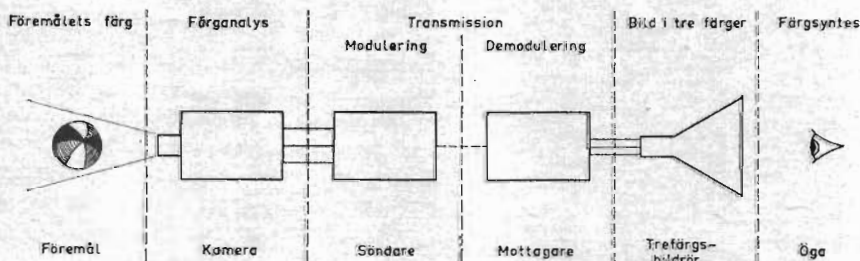 Föremålets färg Färganalys Transmission Bild i tre färger Färgsyntes
Modulering Demodulering
Föremål Kamera Sändare Mottagare Trefärgs- Öga
bildrör